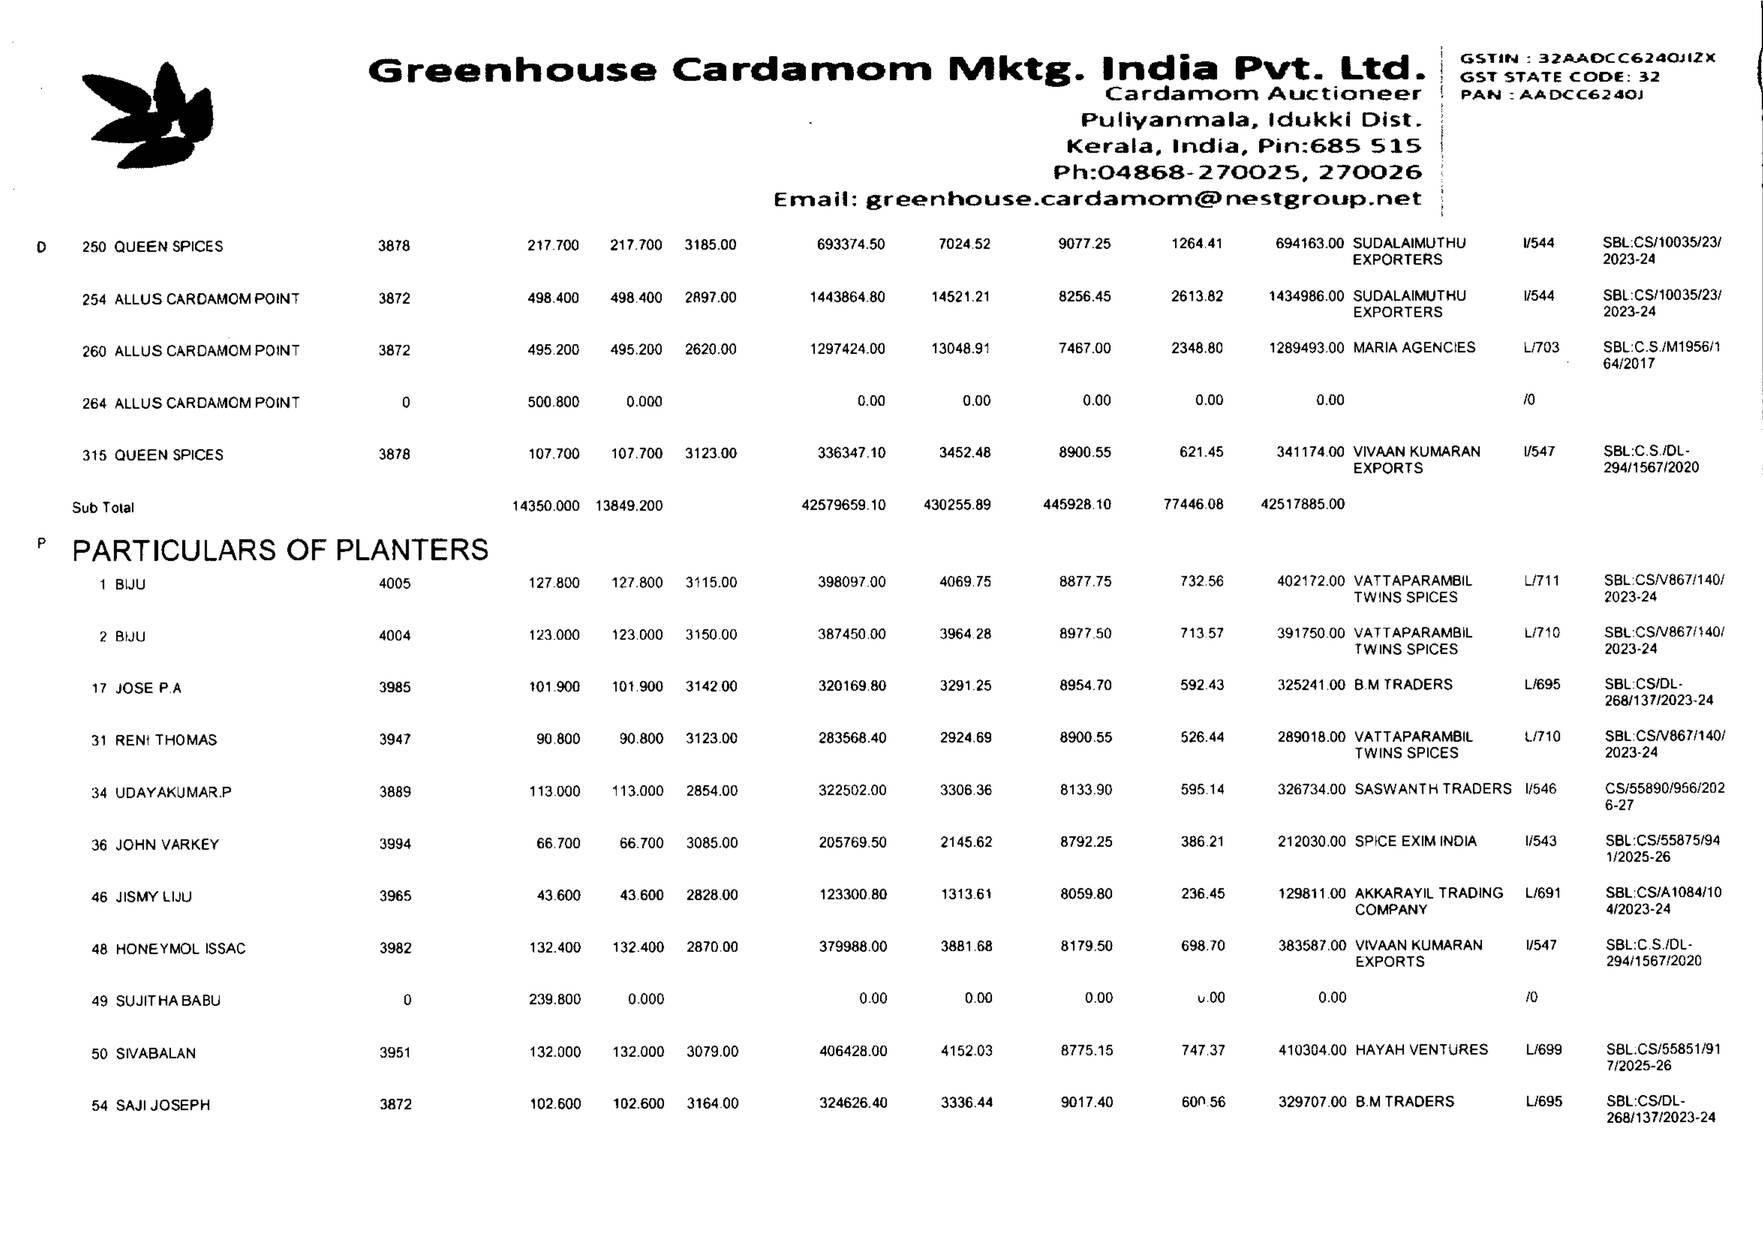 Greenhouse Cardamom Mktg. India Pvt. Ltd.
Cardamom Auctioneer
Puliyanmala, Idukki Dist.
Kerala, India, Pin:685 515
Ph:04868-270025, 270026
Email: greenhouse.cardamom@nestgroup.net
GSTIN : 32AADCC6240J1ZX
GST STATE CODE: 32
PAN : AADCC6240J
D 250 QUEEN SPICES 3878 217.700 217.700 3185.00 693374.50 7024.52 9077.25 1264.41 694163.00 SUDALAIMUTHU I/544 SBL:CS/10035/23/
EXPORTERS 2023-24
254 ALLUS CARDAMOM POINT 3872 498.400 498.400 2897.00 1443864.80 14521.21 8256.45 2613.82 1434986.00 SUDALAIMUTHU I/544 SBL:CS/10035/23/
EXPORTERS 2023-24
260 ALLUS CARDAMOM POINT 3872 495.200 495.200 2620.00 1297424.00 13048.91 7467.00 2348.80 1289493.00 MARIA AGENCIES L/703 SBL:C.S./M1956/1
64/2017
264 ALLUS CARDAMOM POINT 0 500.800 0.000 0.00 0.00 0.00 0.00 0.00 /0
315 QUEEN SPICES 3878 107.700 107.700 3123.00 336347.10 3452.48 8900.55 621.45 341174.00 VIVAAN KUMARAN I/547 SBL:C.S./DL-
EXPORTS 294/1567/2020
Sub Total 14350.000 13849.200 42579659.10 430255.89 445928.10 77446.08 42517885.00
P PARTICULARS OF PLANTERS
1 BIJU 4005 127.800 127.800 3115.00 398097.00 4069.75 8877.75 732.56 402172.00 VATTAPARAMBIL L/711 SBL:CS/V867/140/
TWINS SPICES 2023-24
2 BIJU 4004 123.000 123.000 3150.00 387450.00 3964.28 8977.50 713.57 391750.00 VATTAPARAMBIL L/710 SBL:CS/V867/140/
TWINS SPICES 2023-24
17 JOSE P.A 3985 101.900 101.900 3142.00 320169.80 3291.25 8954.70 592.43 325241.00 B.M TRADERS L/695 SBL:CS/DL-
268/137/2023-24
31 RENI THOMAS 3947 90.800 90.800 3123.00 283568.40 2924.69 8900.55 526.44 289018.00 VATTAPARAMBIL L/710 SBL:CS/V867/140/
TWINS SPICES 2023-24
34 UDAYAKUMAR.P 3889 113.000 113.000 2854.00 322502.00 3306.36 8133.90 595.14 326734.00 SASWANTH TRADERS I/546 CS/55890/956/202
6-27
36 JOHN VARKEY 3994 66.700 66.700 3085.00 205769.50 2145.62 8792.25 386.21 212030.00 SPICE EXIM INDIA I/543 SBL:CS/55875/94
1/2025-26
46 JISMY LIJU 3965 43.600 43.600 2828.00 123300.80 1313.61 8059.80 236.45 129811.00 AKKARAYIL TRADING L/691 SBL:CS/A1084/10
COMPANY 4/2023-24
48 HONEYMOL ISSAC 3982 132.400 132.400 2870.00 379988.00 3881.68 8179.50 698.70 383587.00 VIVAAN KUMARAN I/547 SBL:C.S./DL-
EXPORTS 294/1567/2020
49 SUJITHA BABU 0 239.800 0.000 0.00 0.00 0.00 0.00 0.00 /0
50 SIVABALAN 3951 132.000 132.000 3079.00 406428.00 4152.03 8775.15 747.37 410304.00 HAYAH VENTURES L/699 SBL:CS/55851/91
7/2025-26
54 SAJI JOSEPH 3872 102.600 102.600 3164.00 324626.40 3336.44 9017.40 600.56 329707.00 B.M TRADERS L/695 SBL:CS/DL-
268/137/2023-24